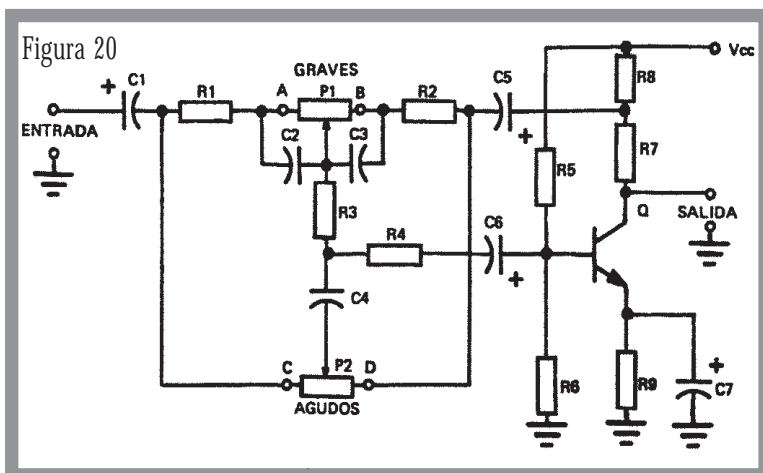 Figura 20
GRAVES
Vcc
C1
R1
A
P1
B
R2
C5
R8
ENTRADA
C2
C3
R7
R5
R3
Q
SALIDA
R4
C6
C4
C
P2
D
R6
R9
C7
AGUDOS
+
+
+
+